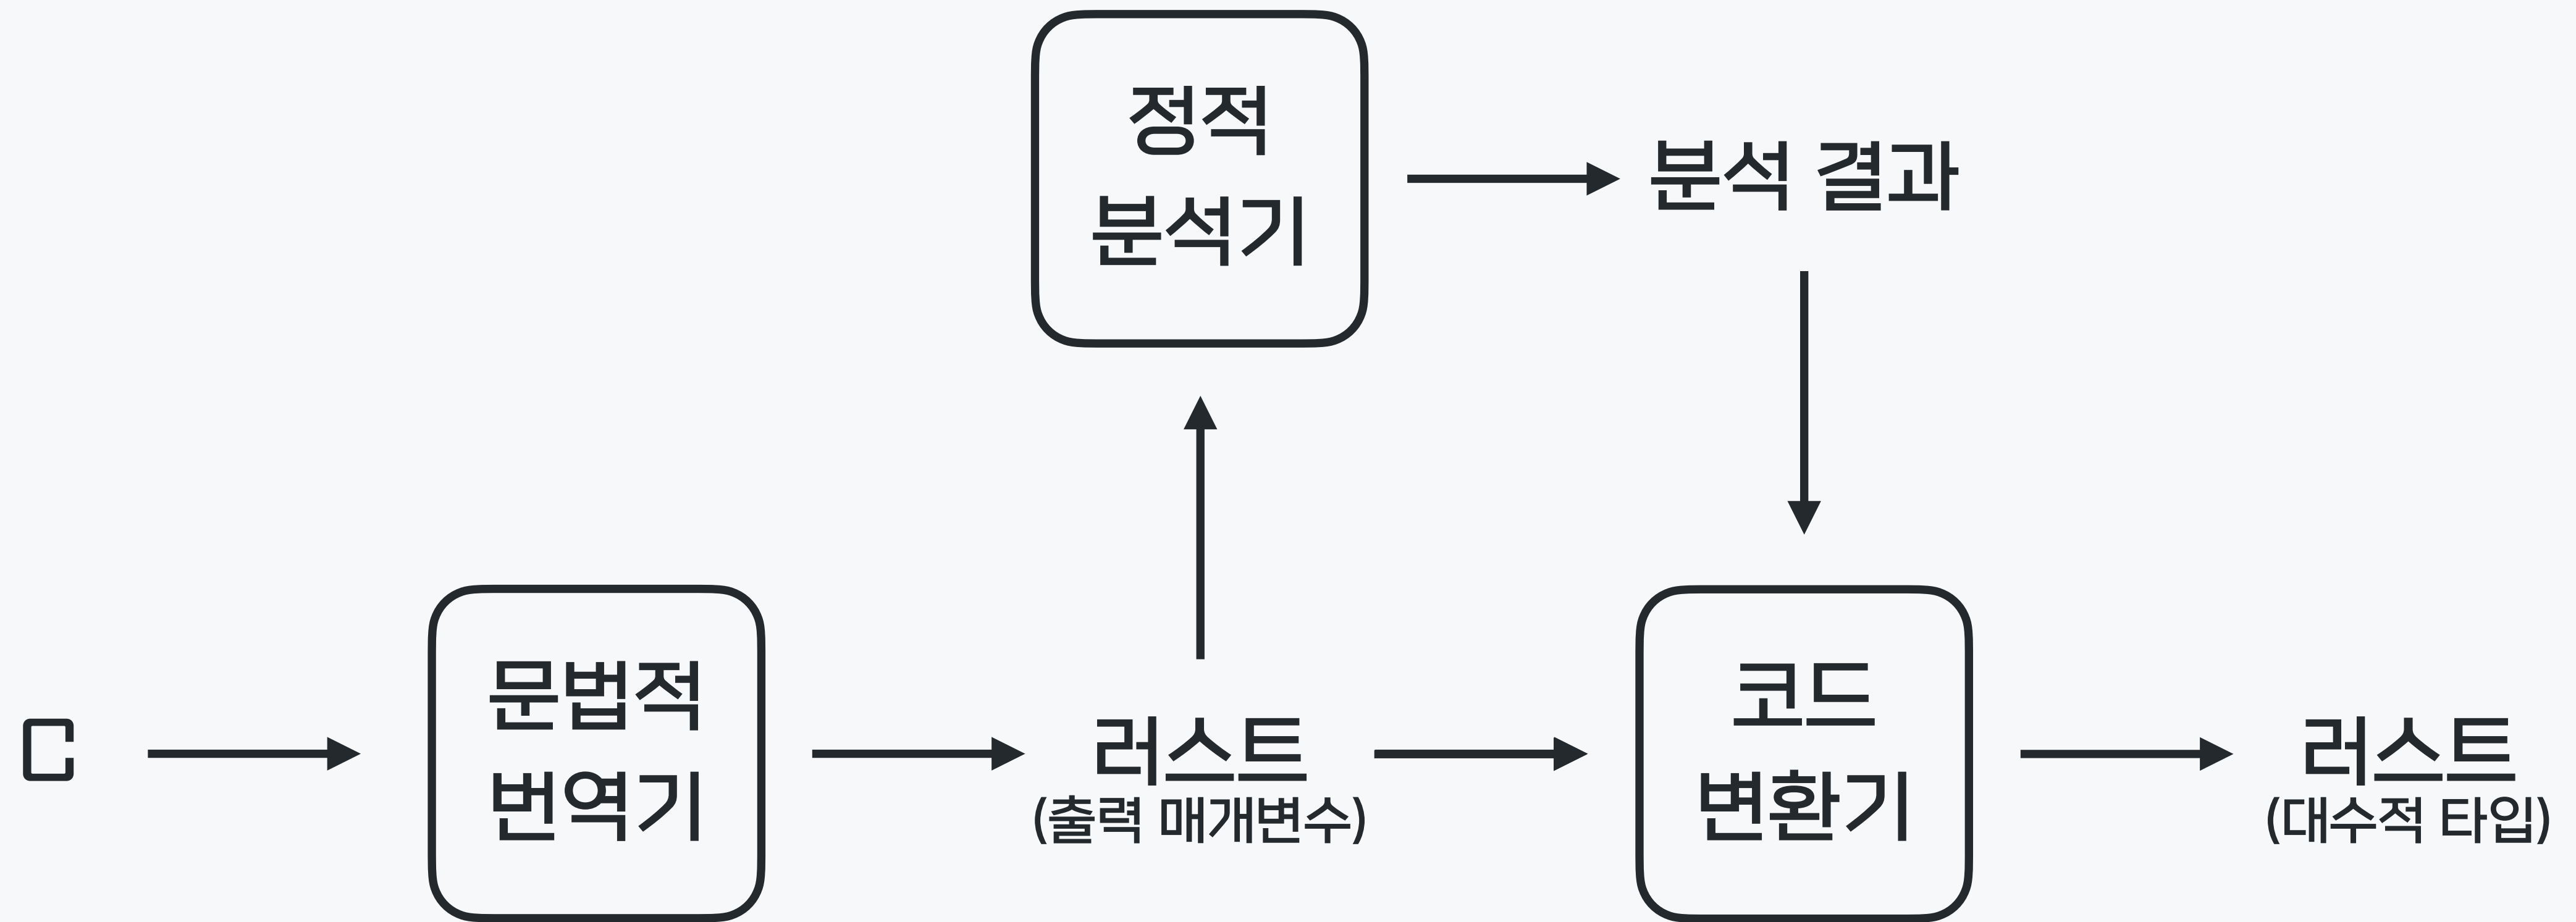 정적
분석기
분석 결과
C
문법적
번역기
러스트
(출력 매개변수)
코드
변환기
러스트
(대수적 타입)